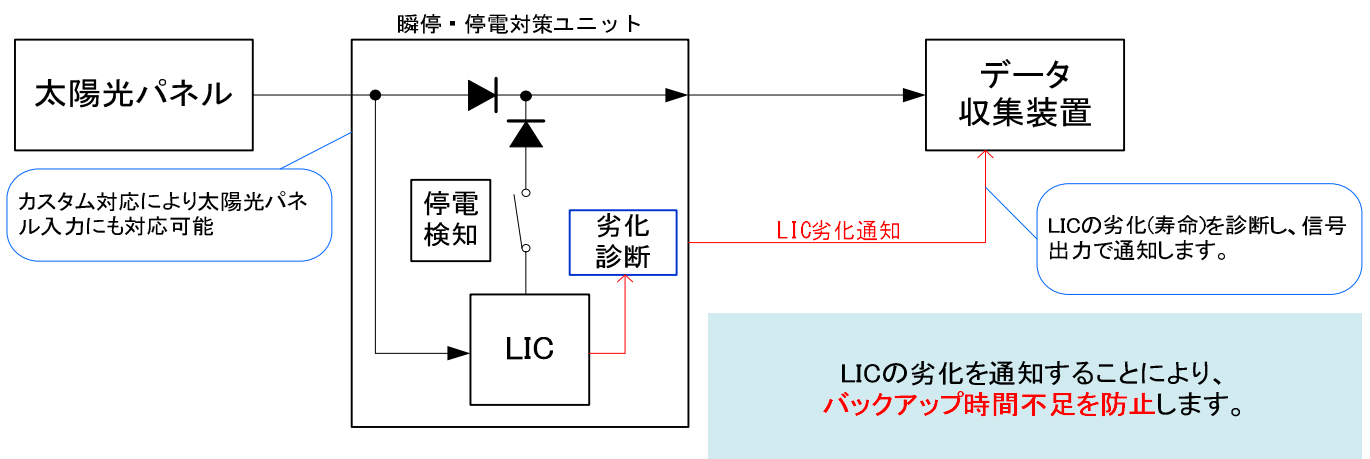 瞬停・停電対策ユニット
太陽光パネル
データ
収集装置
カスタム対応により太陽光パネ
ル入力にも対応可能
停電
検知
劣化
診断
LIC劣化通知
LICの劣化(寿命)を診断し、信号
出力で通知します。
LIC
LICの劣化を通知することにより、
バックアップ時間不足を防止します。